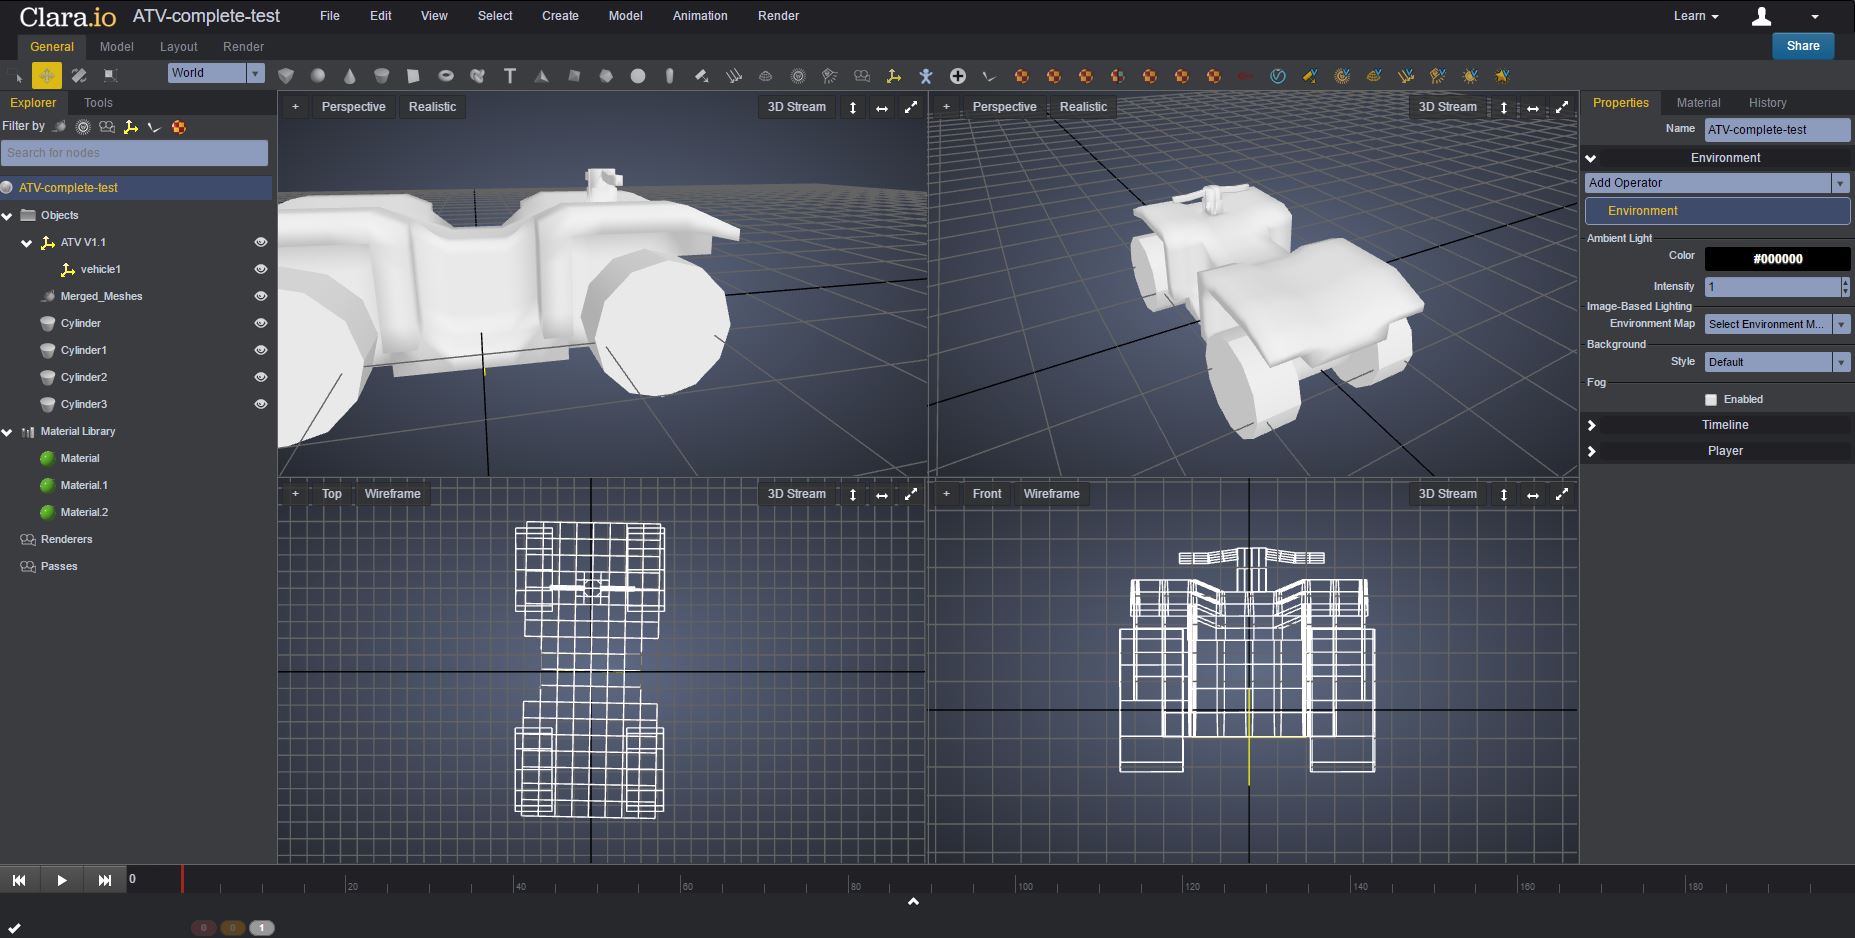 Clara.io ATV-complete-test File Edit View Select Create Model Animation Render Learn
General Model Layout Render Share
World
Explorer Tools
Filter by
Search for nodes
ATV-complete-test
Objects
ATV V1.1
vehicle1
Merged_Meshes
Cylinder
Cylinder1
Cylinder2
Cylinder3
Material Library
Material
Material.1
Material.2
Renderers
Passes
+ Perspective Realistic 3D Stream
+ Perspective Realistic 3D Stream
+ Top Wireframe 3D Stream
+ Front Wireframe 3D Stream
Properties Material History
Name ATV-complete-test
Environment
Add Operator
Environment
Ambient Light
Color #000000
Intensity 1
Image-Based Lighting
Environment Map Select Environment M...
Background
Style Default
Fog
Enabled
Timeline
Player
0 20 40 60 80 100 120 140 160 180
0 0 1